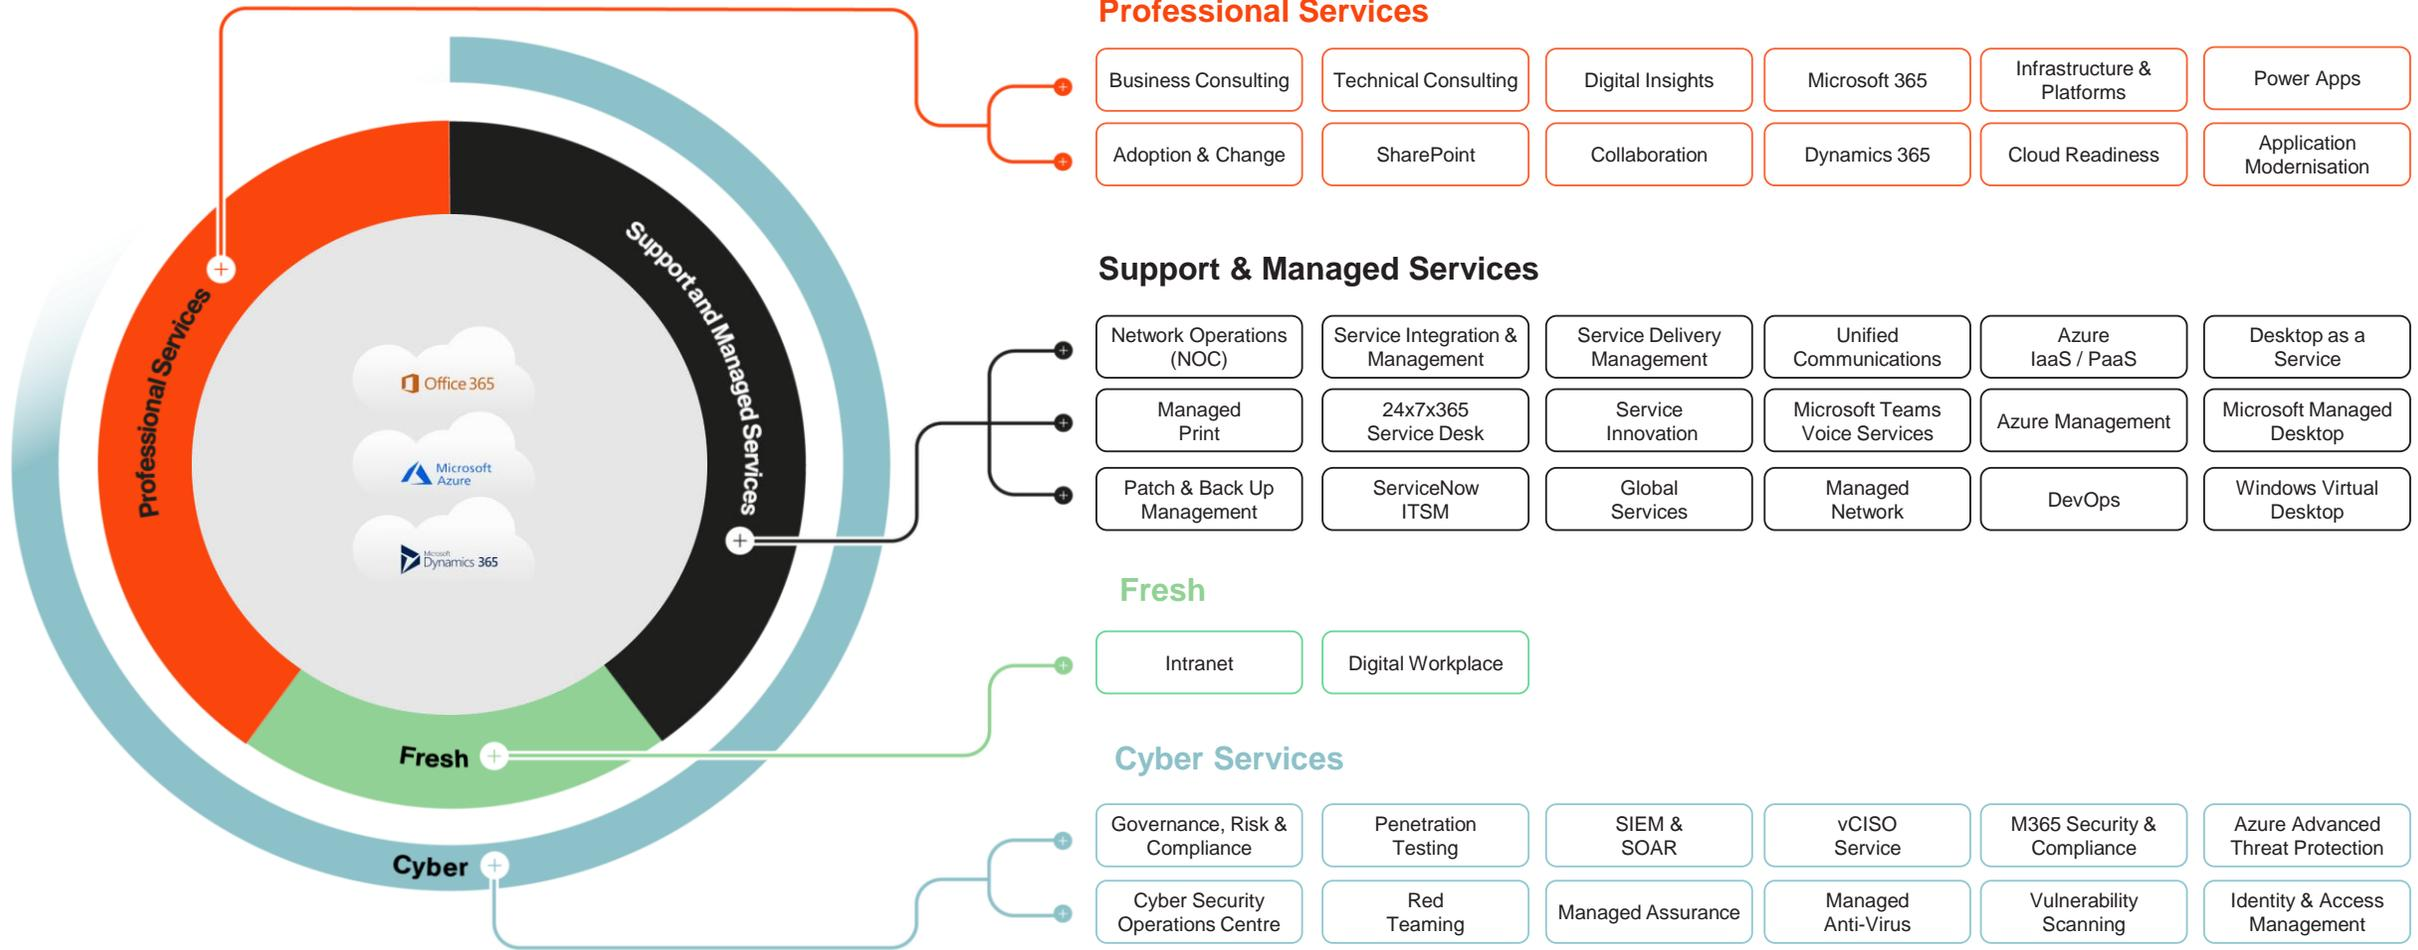 Professional Services
Business Consulting
Technical Consulting
Digital Insights
Microsoft 365
Infrastructure &
Platforms
Power Apps
Adoption & Change
SharePoint
Collaboration
Dynamics 365
Cloud Readiness
Application
Modernisation
Support & Managed Services
Network Operations
(NOC)
Service Integration &
Management
Service Delivery
Management
Unified
Communications
Azure
IaaS / PaaS
Desktop as a
Service
Managed
Print
24x7x365
Service Desk
Service
Innovation
Microsoft Teams
Voice Services
Azure Management
Microsoft Managed
Desktop
Patch & Back Up
Management
ServiceNow
ITSM
Global
Services
Managed
Network
DevOps
Windows Virtual
Desktop
Fresh
Intranet
Digital Workplace
Cyber Services
Governance, Risk &
Compliance
Penetration
Testing
SIEM &
SOAR
vCISO
Service
M365 Security &
Compliance
Azure Advanced
Threat Protection
Cyber Security
Operations Centre
Red
Teaming
Managed Assurance
Managed
Anti-Virus
Vulnerability
Scanning
Identity & Access
Management
Professional Services
Support and Managed Services
Office 365
Microsoft
Azure
Microsoft
Dynamics 365
Fresh
Cyber